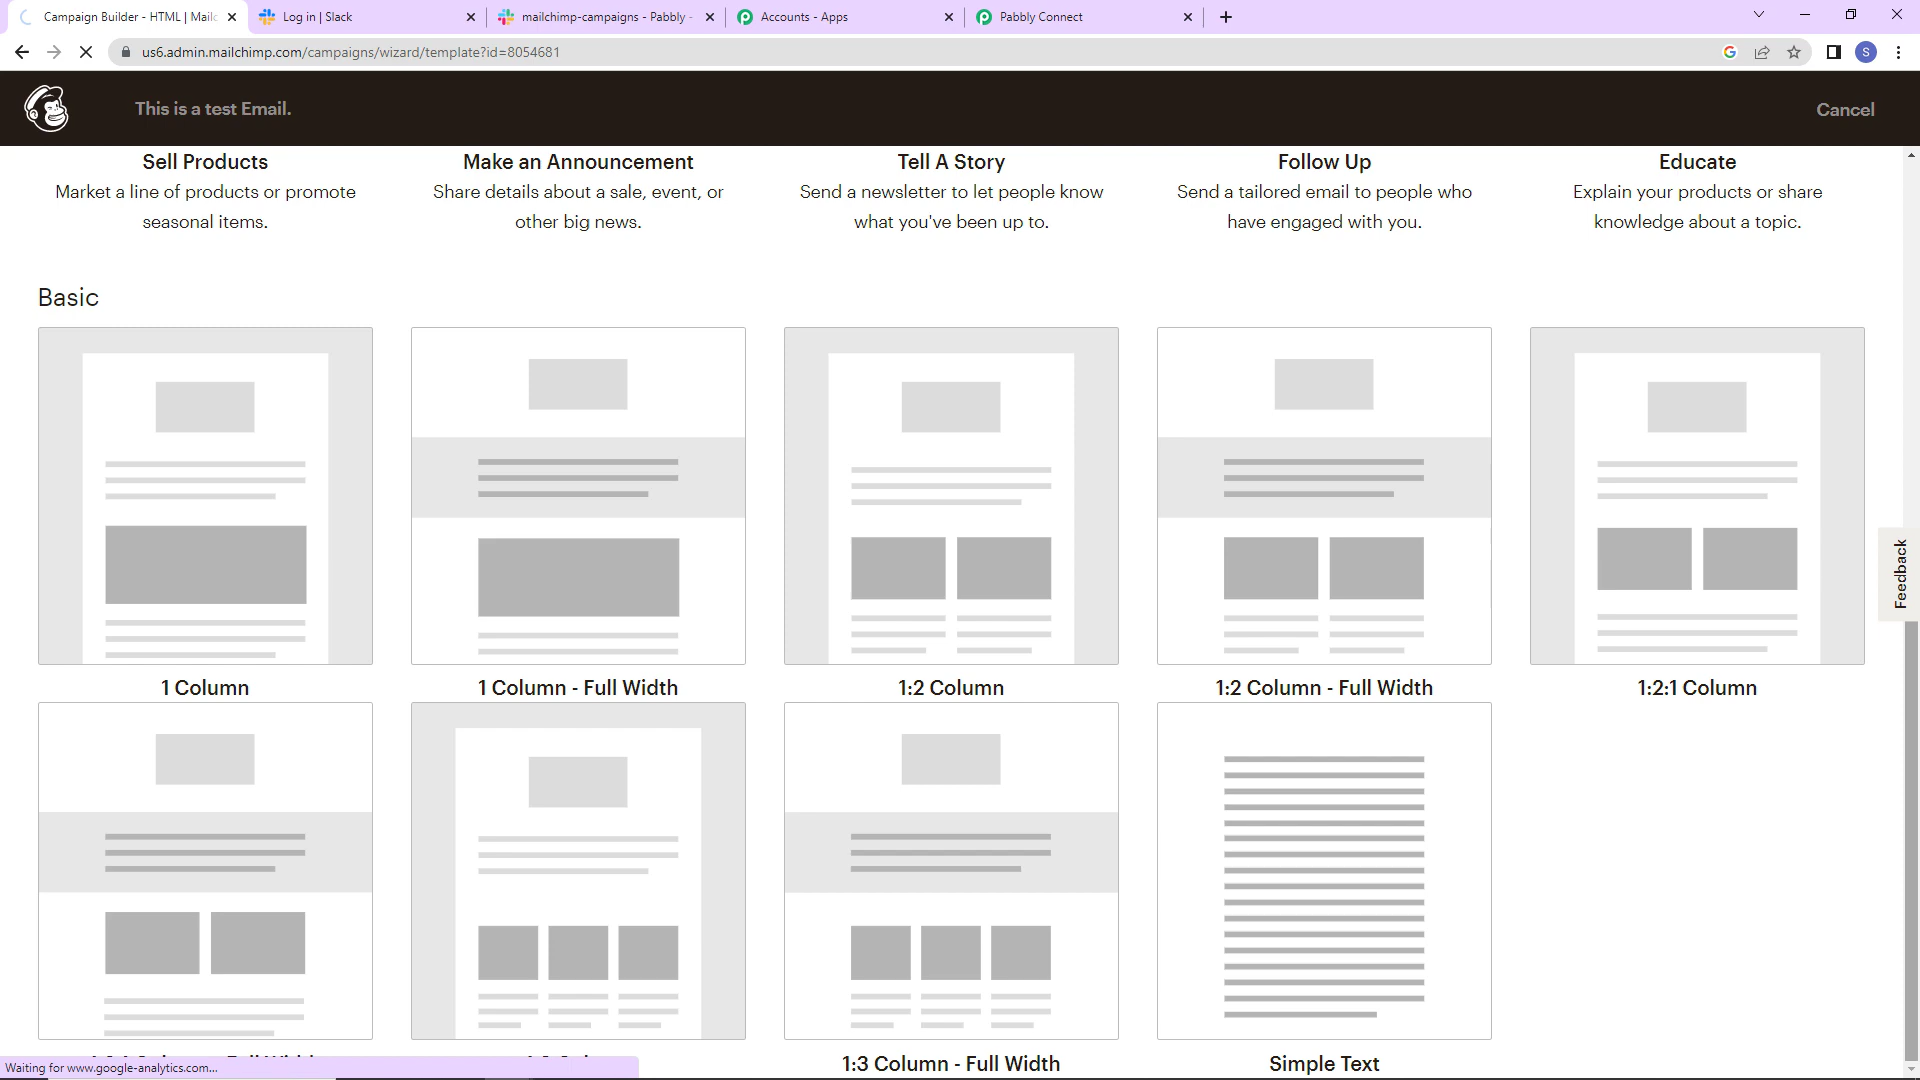 Campaign Builder - HTML | Mailc
Log in | Slack
mailchimp-campaigns - Pabbly -
Accounts - Apps
Pabbly Connect
us6.admin.mailchimp.com/campaigns/wizard/template?id=8054681
S
This is a test Email.
Cancel
Sell Products
Make an Announcement
Tell A Story
Follow Up
Educate
Market a line of products or promote
seasonal items.
Share details about a sale, event, or
other big news.
Send a newsletter to let people know
what you've been up to.
Send a tailored email to people who
have engaged with you.
Explain your products or share
knowledge about a topic.
Basic
1 Column
1 Column - Full Width
1:2 Column
1:2 Column - Full Width
1:2:1 Column
Feedback
1:3 Column - Full Width
Simple Text
Waiting for www.google-analytics.com...